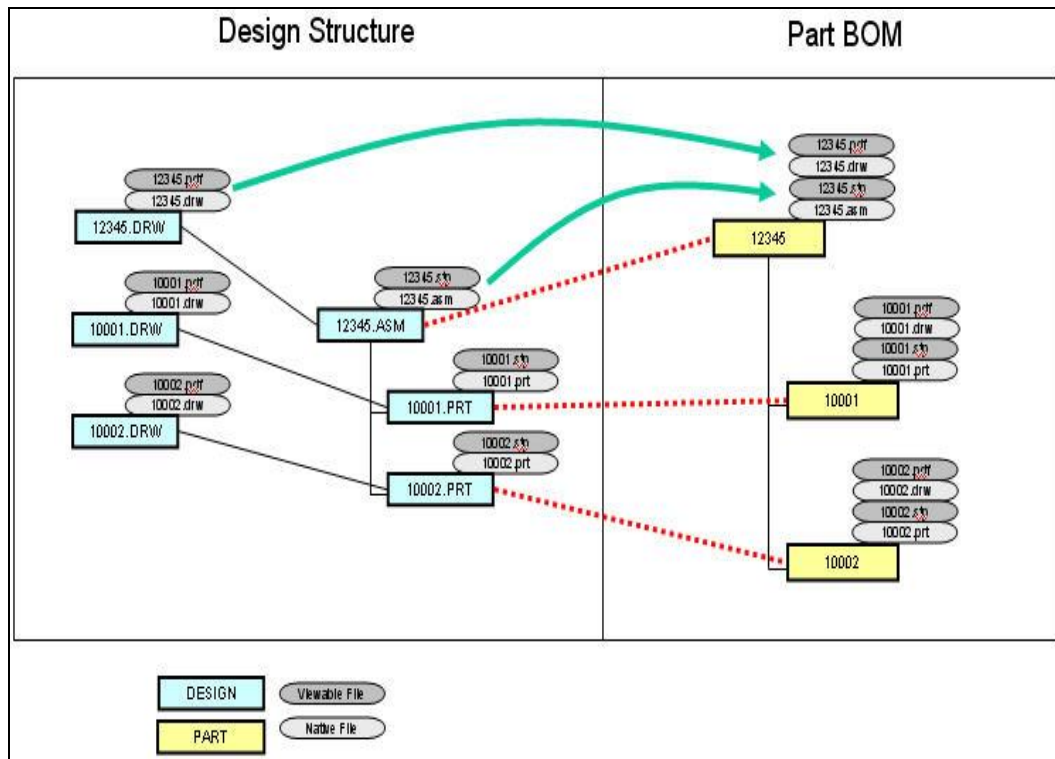 Design Structure
Part BOM
12345.pdf
12345.drw
12345.DRW
10001.pdf
10001.drw
10001.DRW
10002.pdf
10002.drw
10002.DRW
12345.stp
12345.asm
12345.ASM
10001.stp
10001.prt
10001.PRT
10002.stp
10002.prt
10002.PRT
12345.pdf
12345.drw
12345.stp
12345.asm
12345
10001.pdf
10001.drw
10001.stp
10001.prt
10001
10002.pdf
10002.drw
10002.stp
10002.prt
10002
DESIGN
Viewable File
PART
Native File